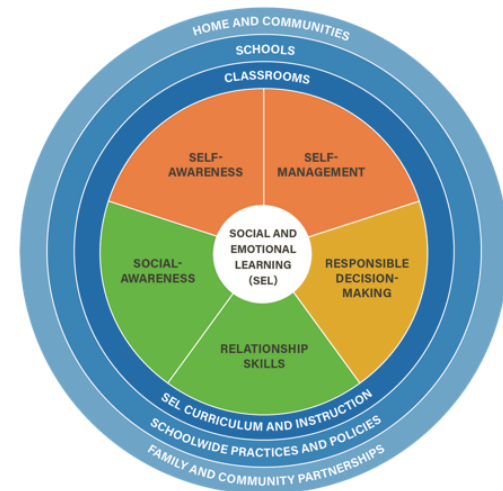 HOME AND COMMUNITIES
SCHOOLS
CLASSROOMS
SELF-
AWARENESS
SELF-
MANAGEMENT
SOCIAL AND
EMOTIONAL
LEARNING
(SEL)
SOCIAL-
AWARENESS
RESPONSIBLE
DECISION-
MAKING
RELATIONSHIP
SKILLS
SEL CURRICULUM AND INSTRUCTION
SCHOOLWIDE PRACTICES AND POLICIES
FAMILY AND COMMUNITY PARTNERSHIPS